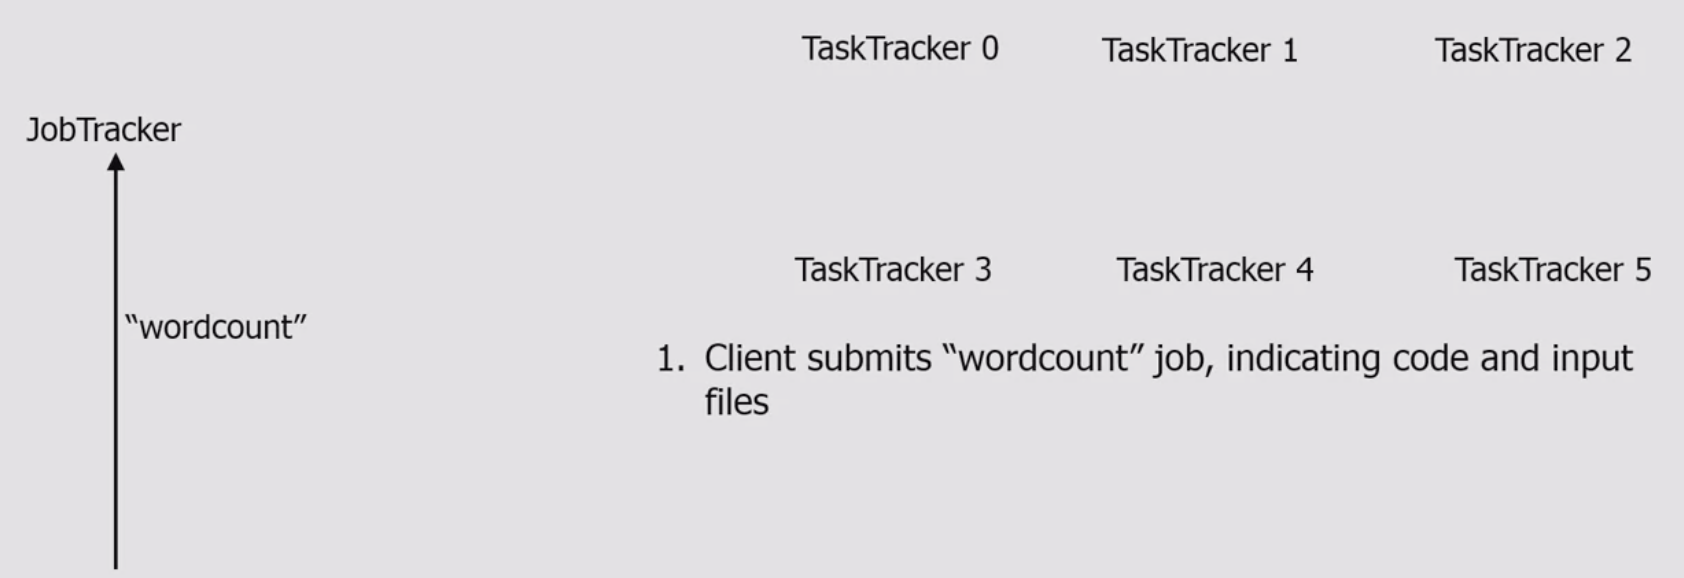 TaskTracker 0 TaskTracker 1 TaskTracker 2
JobTracker
TaskTracker 3 TaskTracker 4 TaskTracker 5
“wordcount”
1. Client submits “wordcount” job, indicating code and input
files